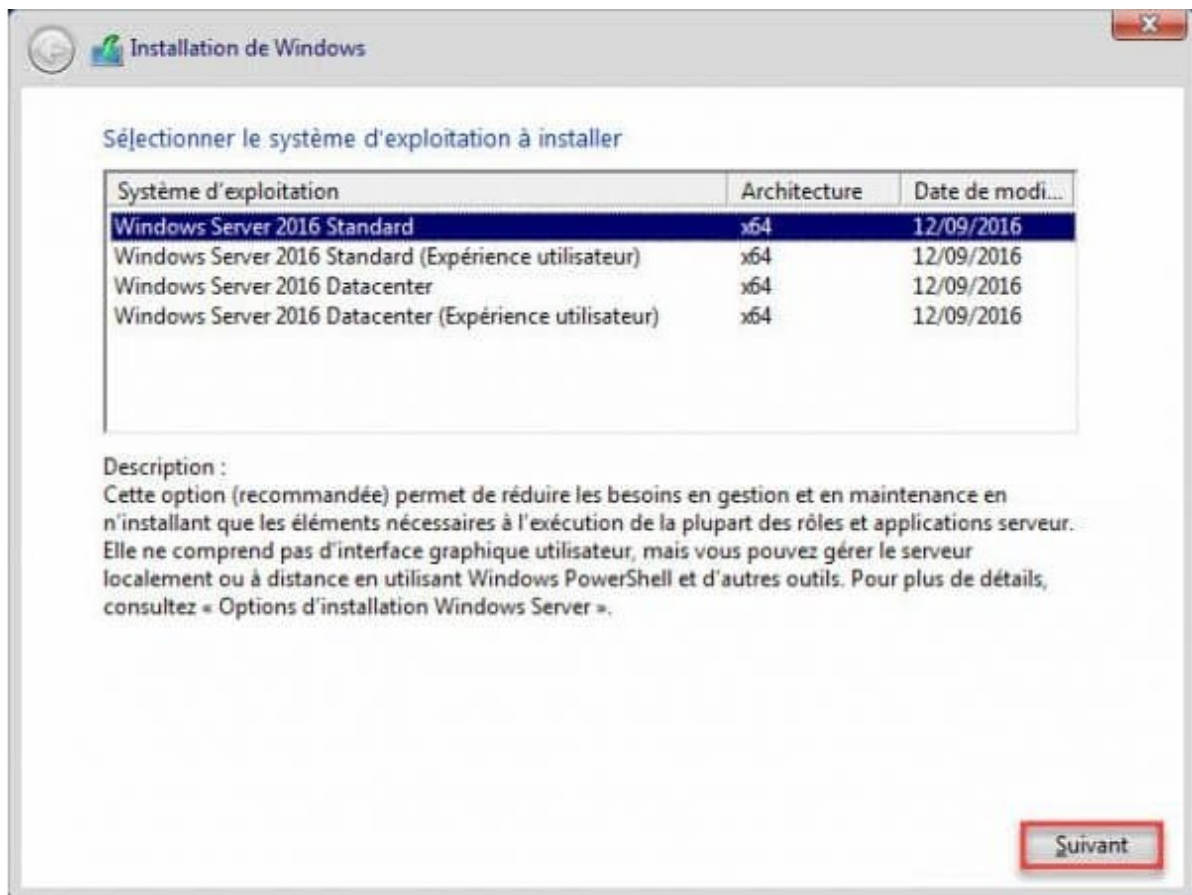 Installation de Windows
Sélectionner le système d'exploitation à installer
Système d'exploitation Architecture Date de modi...
Windows Server 2016 Standard x64 12/09/2016
Windows Server 2016 Standard (Expérience utilisateur) x64 12/09/2016
Windows Server 2016 Datacenter x64 12/09/2016
Windows Server 2016 Datacenter (Expérience utilisateur) x64 12/09/2016
Description :
Cette option (recommandée) permet de réduire les besoins en gestion et en maintenance en
n'installant que les éléments nécessaires à l'exécution de la plupart des rôles et applications serveur.
Elle ne comprend pas d'interface graphique utilisateur, mais vous pouvez gérer le serveur
localement ou à distance en utilisant Windows PowerShell et d'autres outils. Pour plus de détails,
consultez « Options d'installation Windows Server ».
Suivant